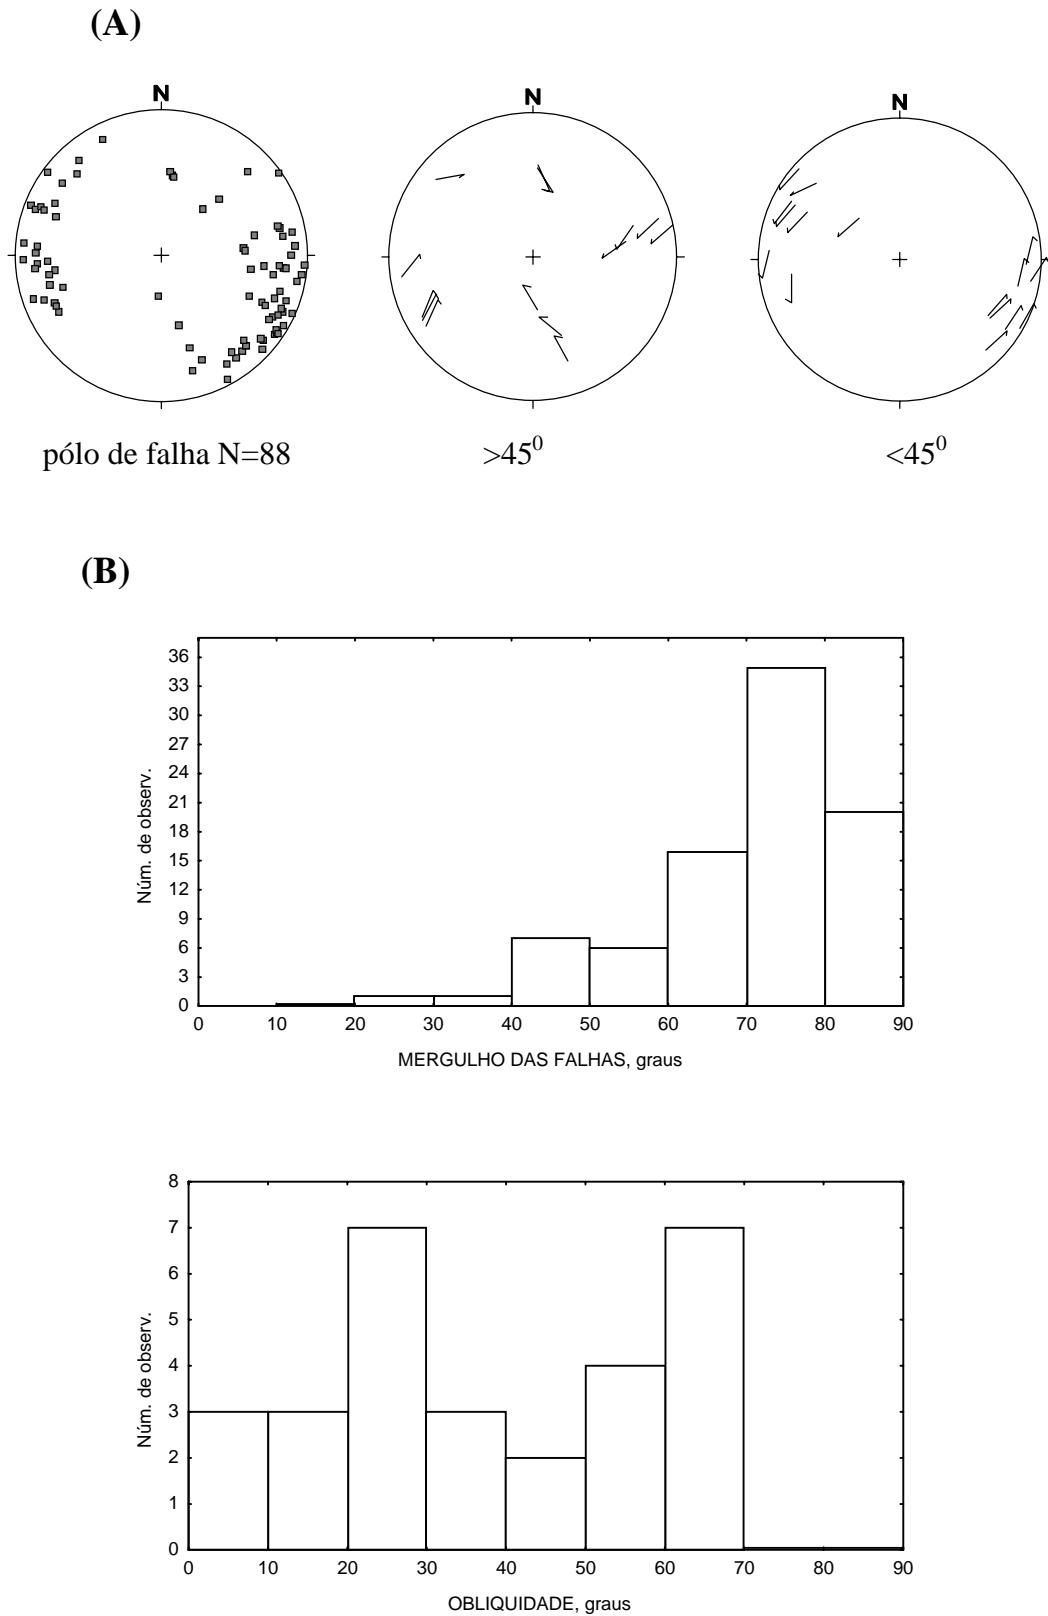 (A)
N N N
pólo de falha N=88 >45⁰ <45⁰
(B)
36
33
30
27
24
21
18
15
12
9
6
3
0
Núm. de observ.
0 10 20 30 40 50 60 70 80 90
MERGULHO DAS FALHAS, graus
8
7
6
5
4
3
2
1
0
Núm. de observ.
0 10 20 30 40 50 60 70 80 90
OBLIQUIDADE, graus